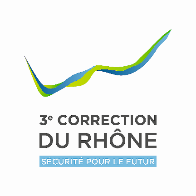 3e CORRECTION
DU RHÔNE
SÉCURITÉ POUR LE FUTUR